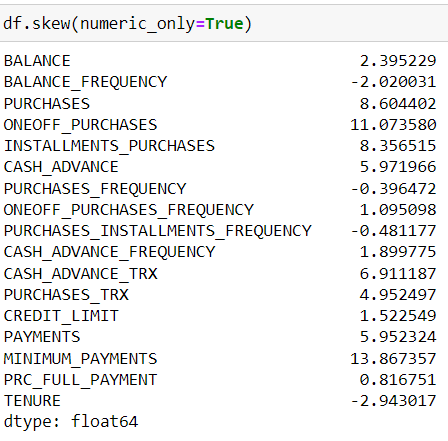 df.skew(numeric_only=True)
BALANCE 2.395229
BALANCE_FREQUENCY -2.020031
PURCHASES 8.604402
ONEOFF_PURCHASES 11.073580
INSTALLMENTS_PURCHASES 8.356515
CASH_ADVANCE 5.971966
PURCHASES_FREQUENCY -0.396472
ONEOFF_PURCHASES_FREQUENCY 1.095098
PURCHASES_INSTALLMENTS_FREQUENCY -0.481177
CASH_ADVANCE_FREQUENCY 1.899775
CASH_ADVANCE_TRX 6.911187
PURCHASES_TRX 4.952497
CREDIT_LIMIT 1.522549
PAYMENTS 5.952324
MINIMUM_PAYMENTS 13.867357
PRC_FULL_PAYMENT 0.816751
TENURE -2.943017
dtype: float64